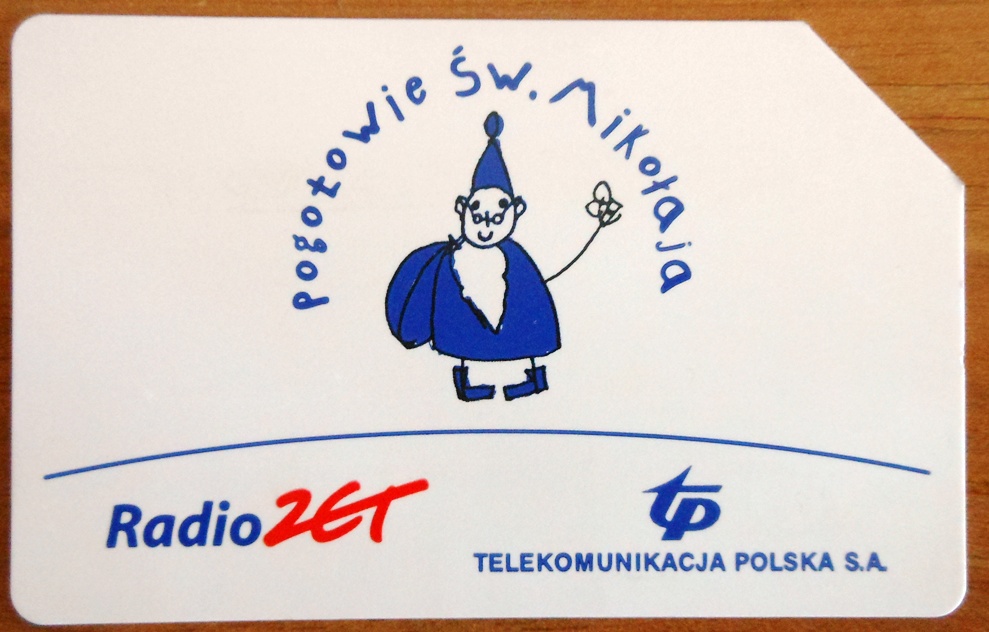 pogotowie Św. Mikołaja
Radio ZET
tp
TELEKOMUNIKACJA POLSKA S.A.